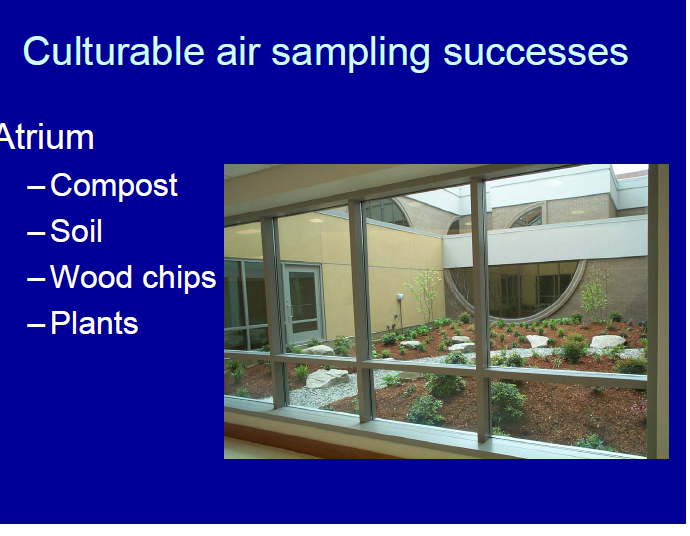 Culturable air sampling successes
Atrium
–Compost
–Soil
–Wood chips
–Plants